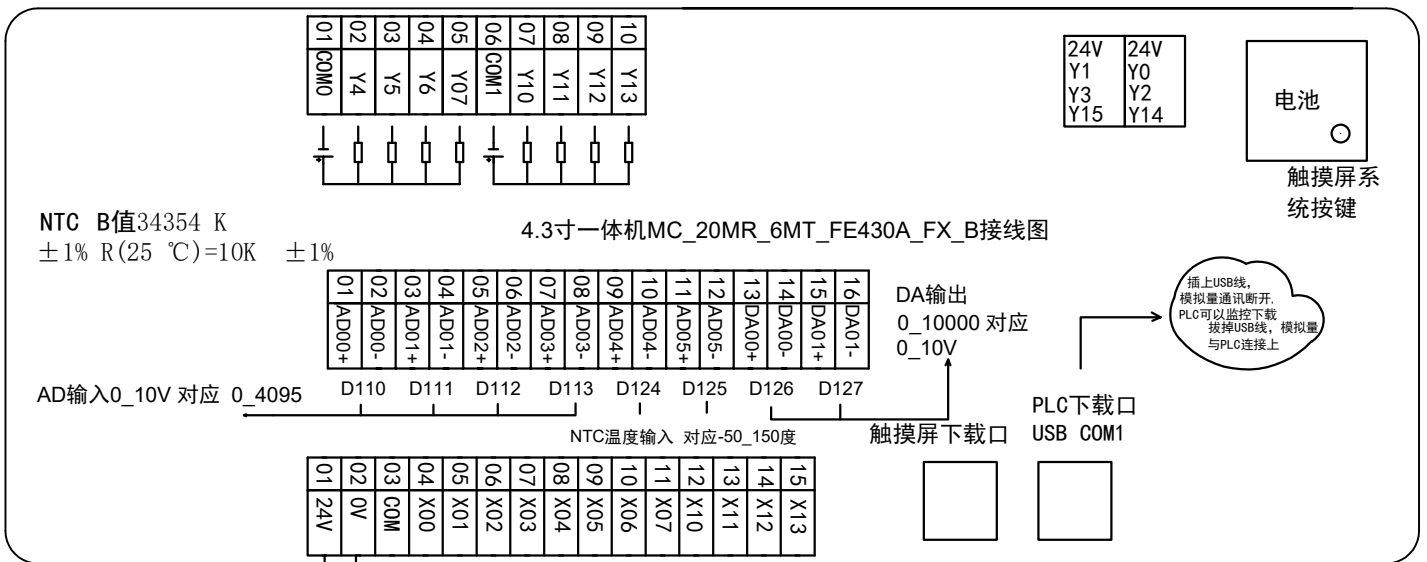 01 02 03 04 05 06 07 08 09 10
COM0 Y4 Y5 Y6 Y07 COM1 Y10 Y11 Y12 Y13
24V 24V
Y1 Y0
Y3 Y2
Y15 Y14
电池
触摸屏系
统按键
NTC B值34354 K
±1% R(25 ℃)=10K ±1%
4.3寸一体机MC_20MR_6MT_FE430A_FX_B接线图
01 02 03 04 05 06 07 08 09 10 11 12 13 14 15 16
AD00+ AD00- AD01+ AD01- AD02+ AD02- AD03+ AD03- AD04+ AD04- AD05+ AD05- DA00+ DA00- DA01+ DA01-
DA输出
0_10000 对应
0_10V
插上USB线，
模拟量通讯断开.
PLC可以监控下载
拔掉USB线，模拟量
与PLC连接上
AD输入0_10V 对应 0_4095
D110 D111 D112 D113 D124 D125 D126 D127
NTC温度输入 对应-50_150度
触摸屏下载口
PLC下载口
USB COM1
01 02 03 04 05 06 07 08 09 10 11 12 13 14 15
24V 0V COM X00 X01 X02 X03 X04 X05 X06 X07 X10 X11 X12 X13